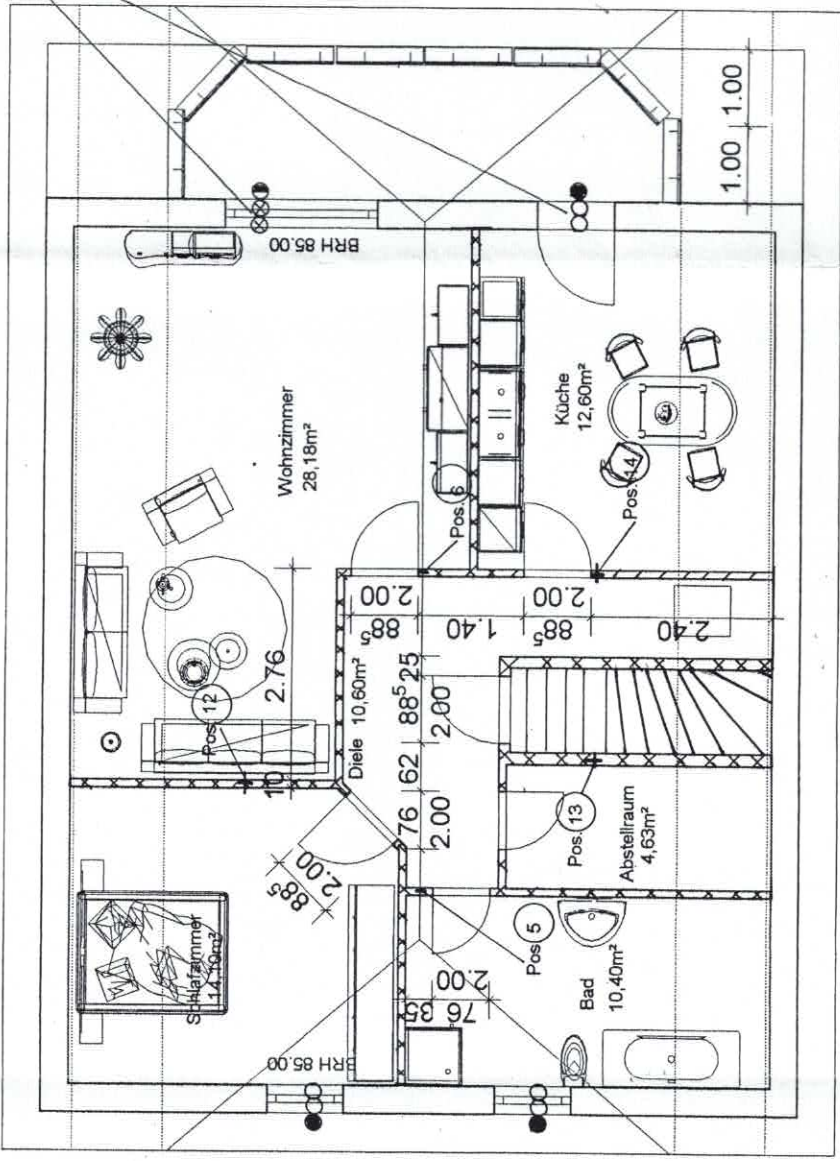 1.00
1.00
BRH 85.00
Wohnzimmer
28,18m²
Küche
12,60m²
Pos. 6
Pos. 14
2.76
10
Pos. 12
Diele 10,60m²
88⁵
2.00
1.40
88⁵
2.00
2.40
76
62
88⁵
25
2.00
2.00
88⁵
2.00
Pos. 13
Abstellraum
4,63m²
Schlafzimmer
14,10m²
Pos. 5
Bad
10,40m²
35
76
2.00
BRH 85.00